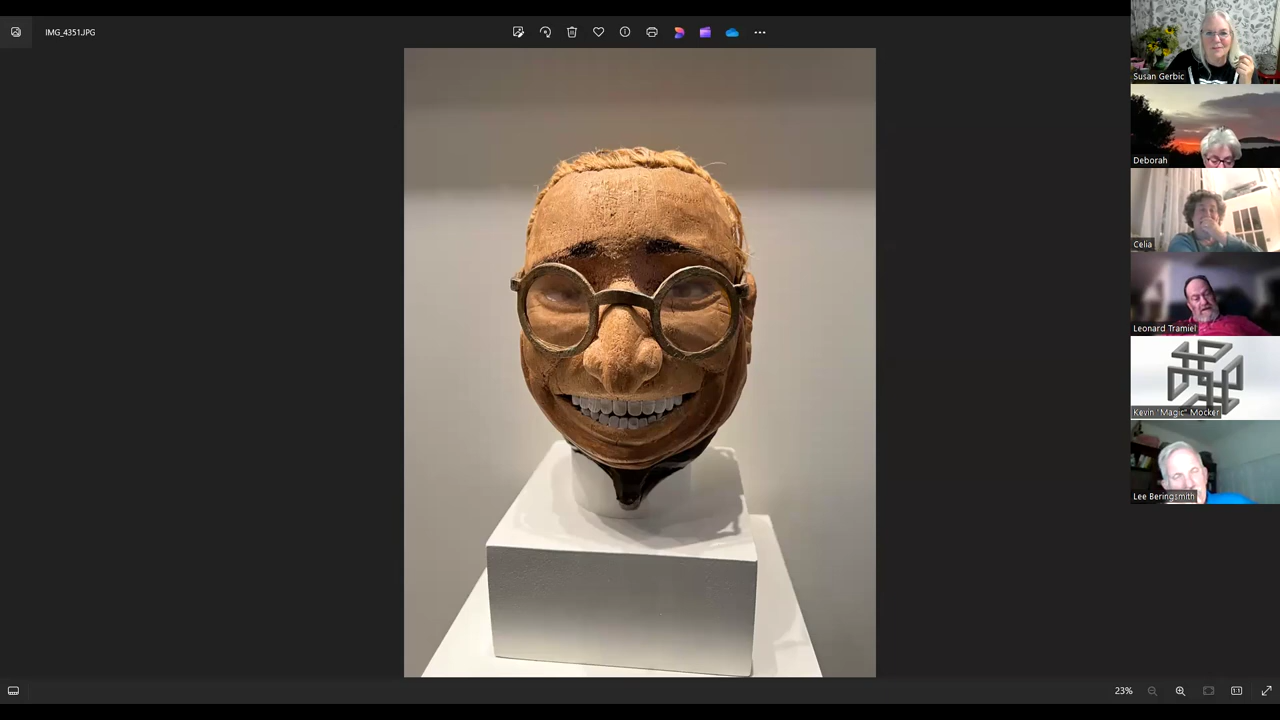 IMG_4351.JPG
Susan Gerbic
Deborah
Celia
Leonard Tramiel
Kevin "Magic" Mocker
Lee Beringsmith
23%